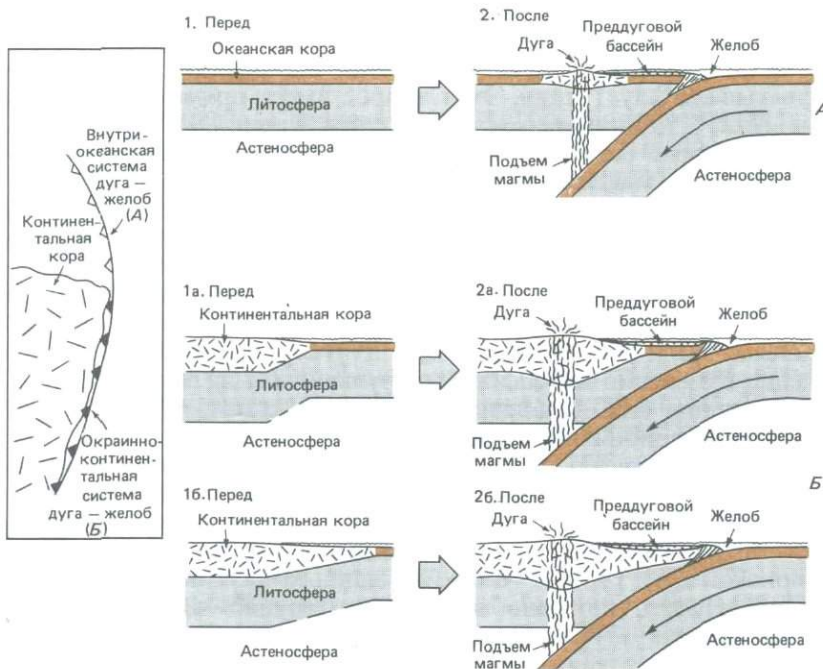 Внутри-
океанская
система
дуга —
желоб
(А)
Континен-
тальная
кора
Окраинно-
континен-
тальная
система
дуга — желоб
(Б)
1. Перед
Океанская кора
Литосфера
Астеносфера
2. После
Дуга
Преддуговой
бассейн
Желоб
Подъем
магмы
Астеносфера
А
1а. Перед
Континентальная кора
Литосфера
Астеносфера
2а. После
Дуга
Преддуговой
бассейн
Желоб
Подъем
магмы
Астеносфера
Б
1б. Перед
Континентальная кора
Литосфера
Астеносфера
2б. После
Дуга
Преддуговой
бассейн
Желоб
Подъем
магмы
Астеносфера